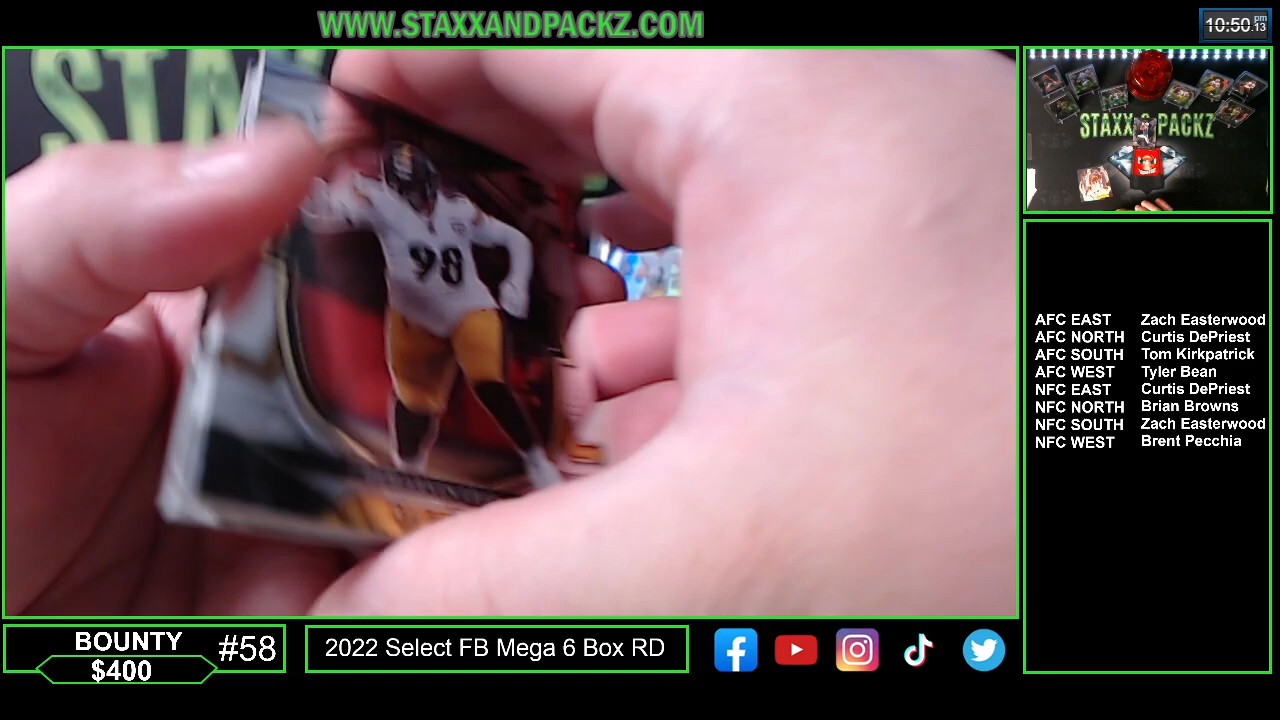 WWW.STAXXANDPACKZ.COM
10:50 pm
.13
STA
98
STAXX PACKZ
AFC EAST Zach Easterwood
AFC NORTH Curtis DePriest
AFC SOUTH Tom Kirkpatrick
AFC WEST Tyler Bean
NFC EAST Curtis DePriest
NFC NORTH Brian Browns
NFC SOUTH Zach Easterwood
NFC WEST Brent Pecchia
BOUNTY
$400
#58
2022 Select FB Mega 6 Box RD